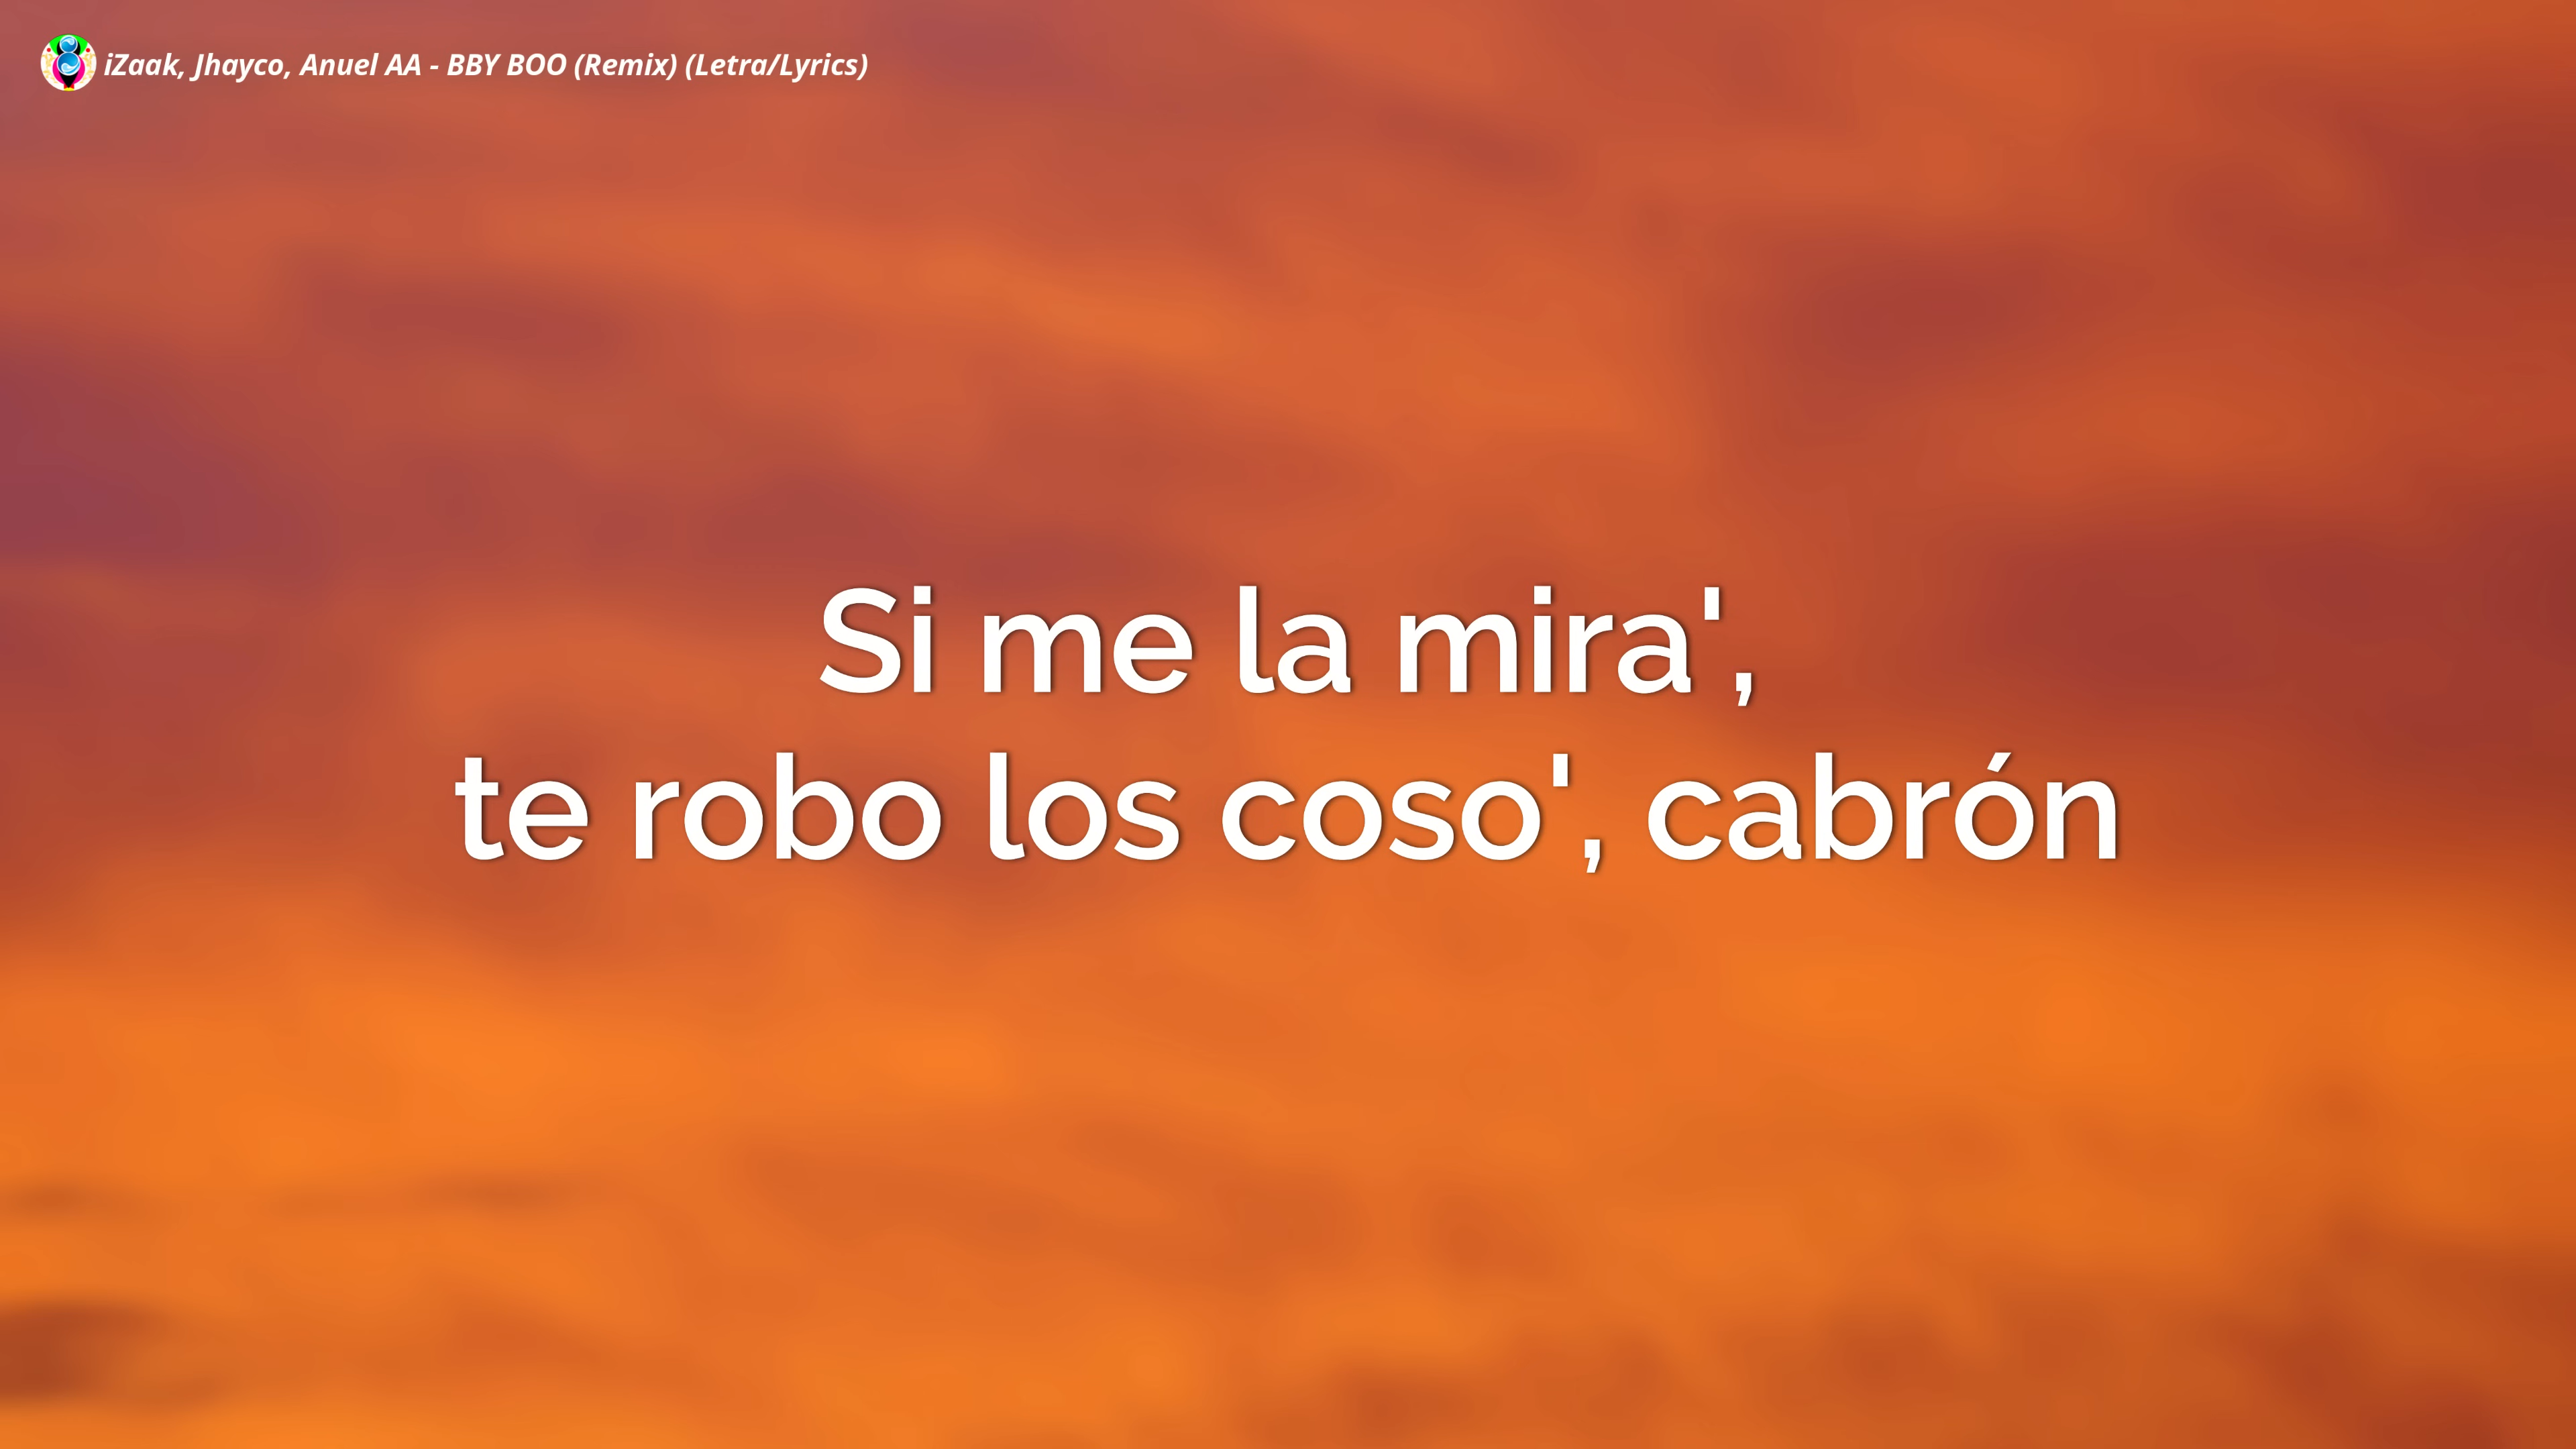 iZaak, Jhayco, Anuel AA - BBY BOO (Remix) (Letra/Lyrics)
Si me la mira',
te robo los coso', cabrón